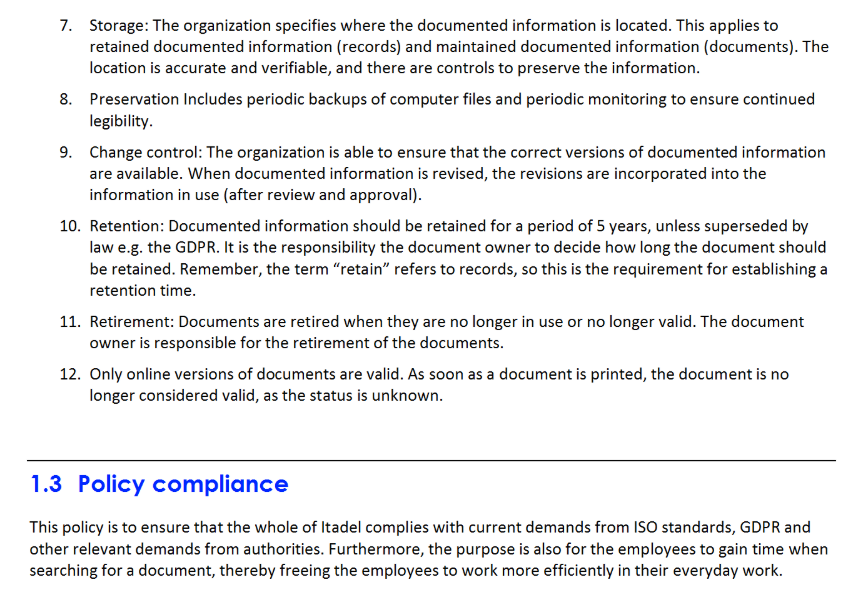 7. Storage: The organization specifies where the documented information is located. This applies to
retained documented information (records) and maintained documented information (documents). The
location is accurate and verifiable, and there are controls to preserve the information.
8. Preservation Includes periodic backups of computer files and periodic monitoring to ensure continued
legibility.
9. Change control: The organization is able to ensure that the correct versions of documented information
are available. When documented information is revised, the revisions are incorporated into the
information in use (after review and approval).
10. Retention: Documented information should be retained for a period of 5 years, unless superseded by
law e.g. the GDPR. It is the responsibility the document owner to decide how long the document should
be retained. Remember, the term “retain” refers to records, so this is the requirement for establishing a
retention time.
11. Retirement: Documents are retired when they are no longer in use or no longer valid. The document
owner is responsible for the retirement of the documents.
12. Only online versions of documents are valid. As soon as a document is printed, the document is no
longer considered valid, as the status is unknown.
1.3 Policy compliance
This policy is to ensure that the whole of Itadel complies with current demands from ISO standards, GDPR and
other relevant demands from authorities. Furthermore, the purpose is also for the employees to gain time when
searching for a document, thereby freeing the employees to work more efficiently in their everyday work.